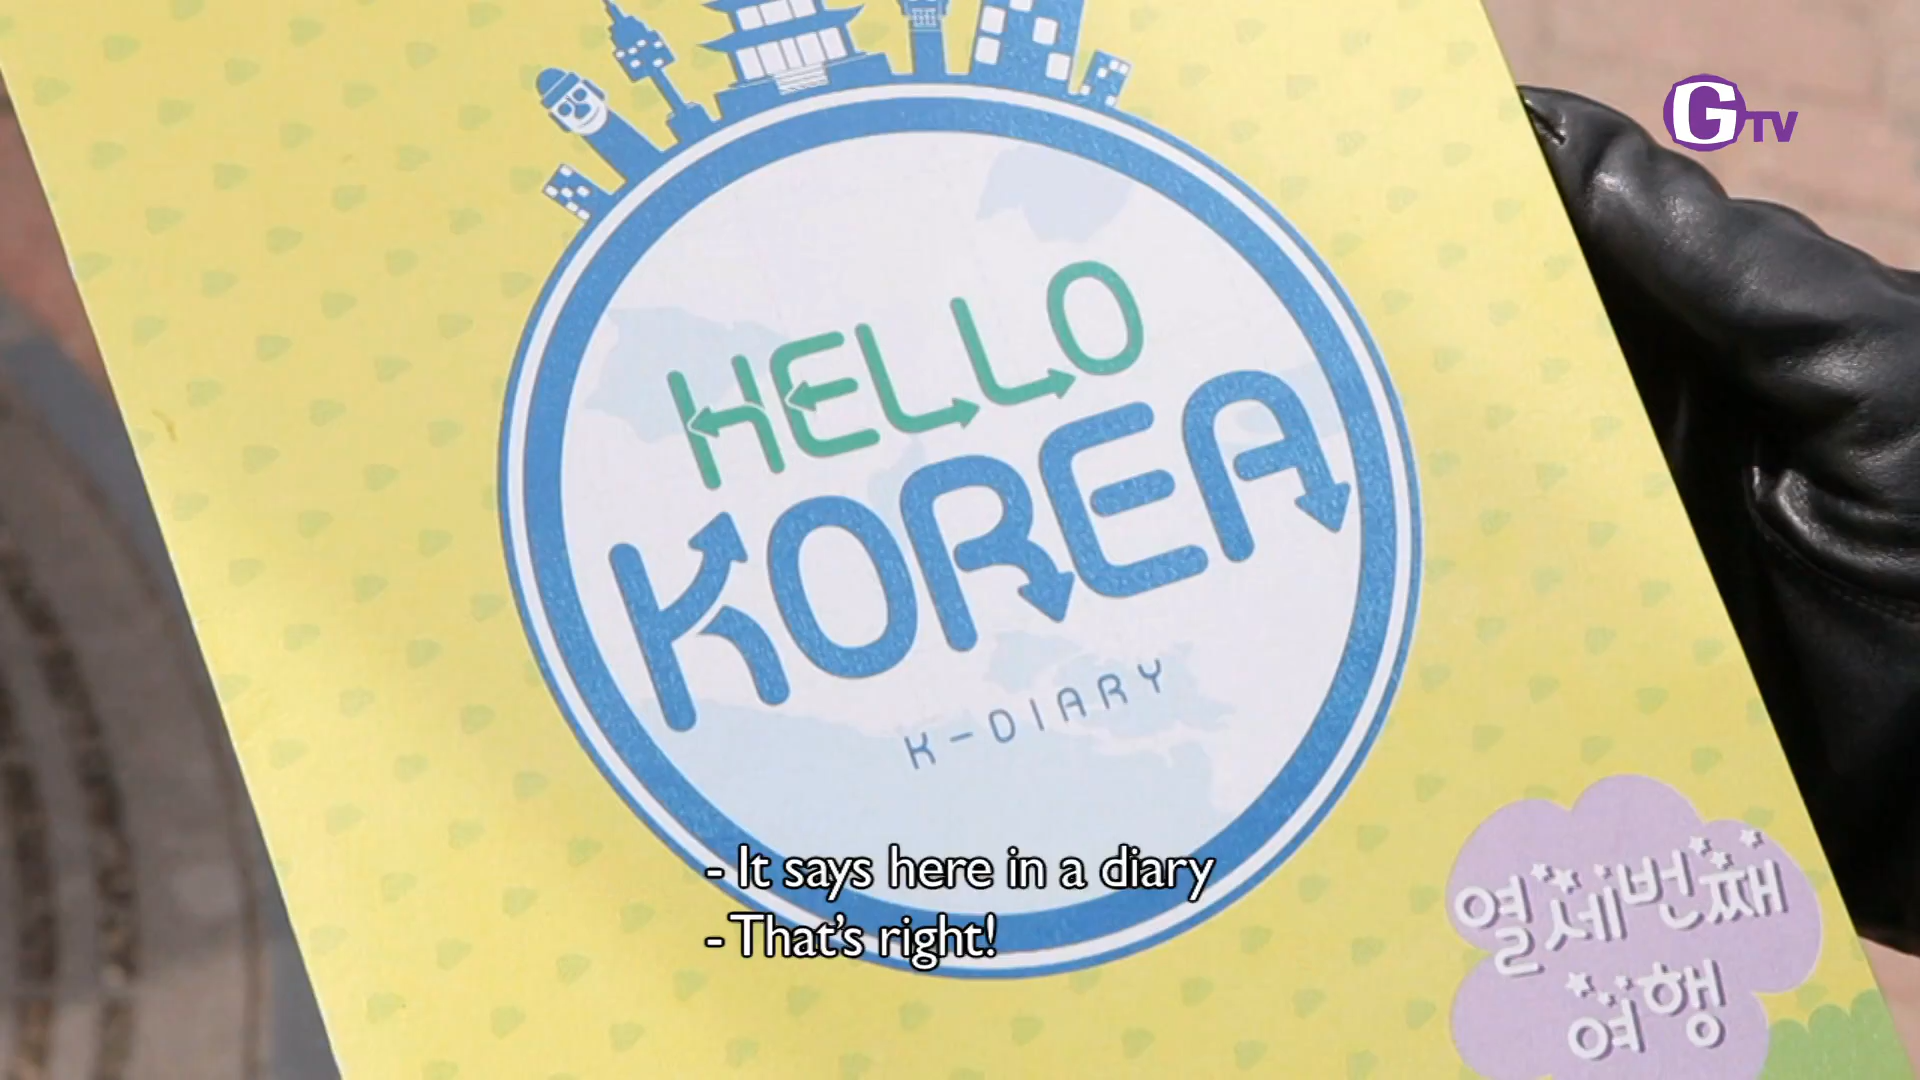 GTV
HELLO
KOREA
K-DIARY
- It says here in a diary
- That's right!
열세번째
여행